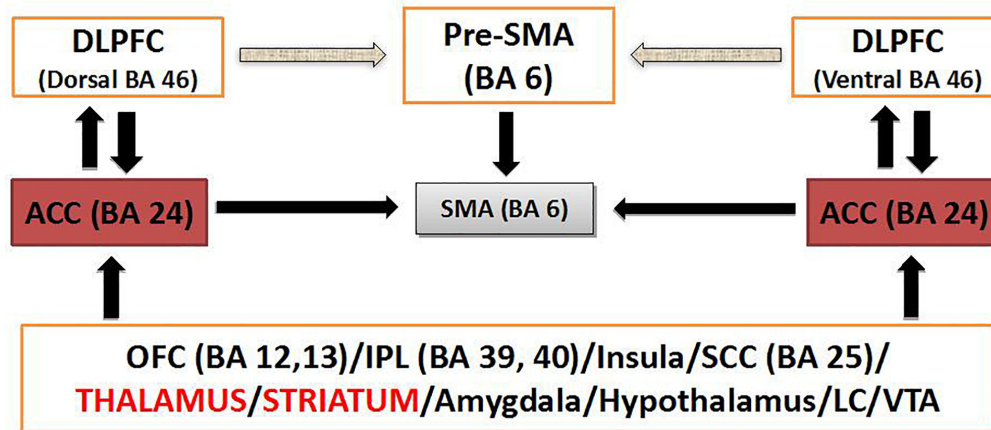 DLPFC
(Dorsal BA 46)
Pre-SMA
(BA 6)
DLPFC
(Ventral BA 46)
ACC (BA 24)
SMA (BA 6)
ACC (BA 24)
OFC (BA 12,13)/IPL (BA 39, 40)/Insula/SCC (BA 25)/
THALAMUS/STRIATUM/Amygdala/Hypothalamus/LC/VTA